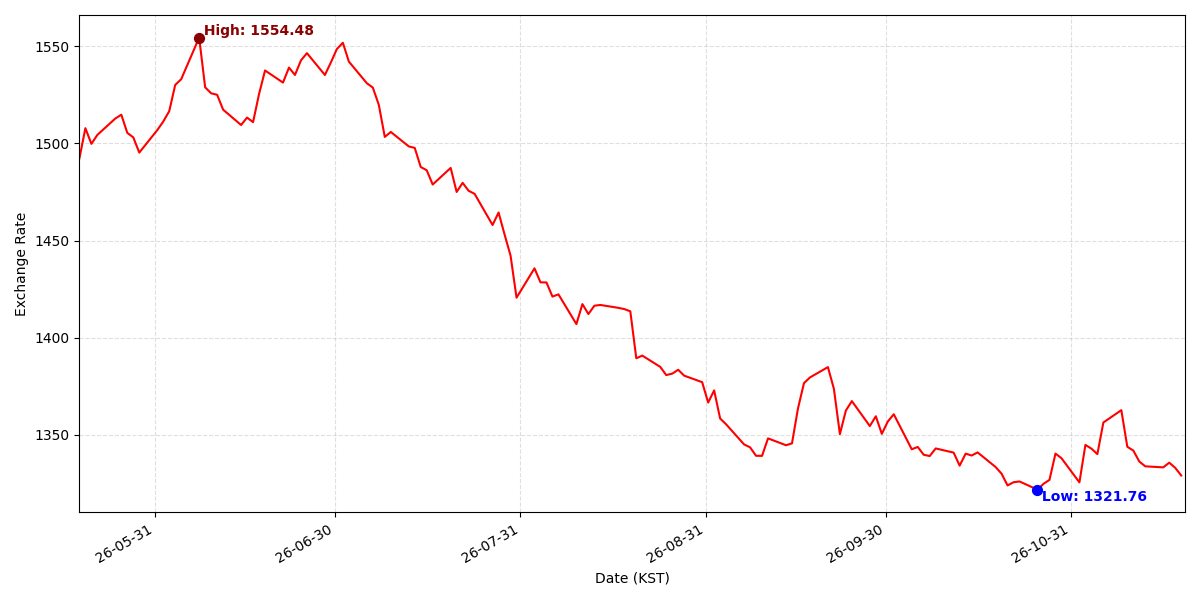 High: 1554.48
1550
1500
1450
1400
1350
Exchange Rate
Low: 1321.76
26-05-31
26-06-30
26-07-31
26-08-31
26-09-30
26-10-31
Date (KST)